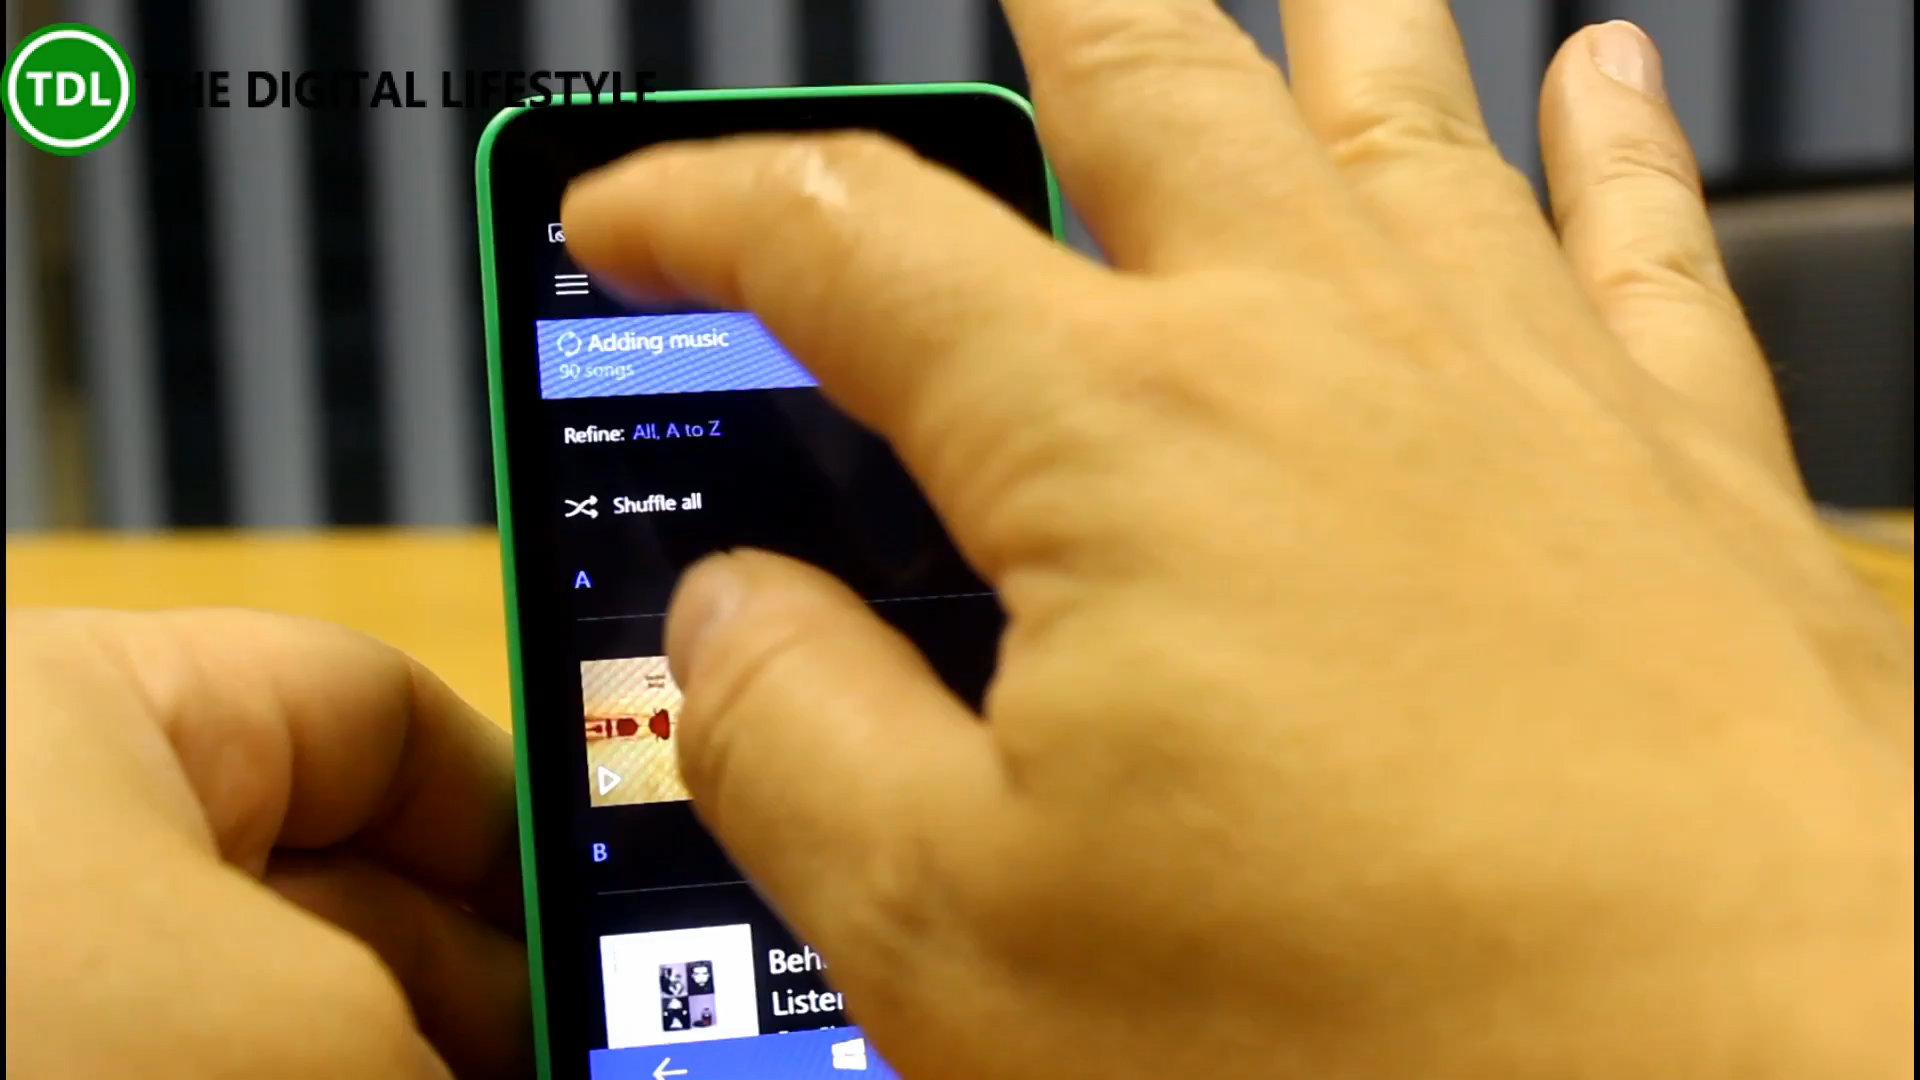 TDL THE DIGITAL LIFESTYLE
Adding music
90 songs
Refine: All, A to Z
Shuffle all
A
B